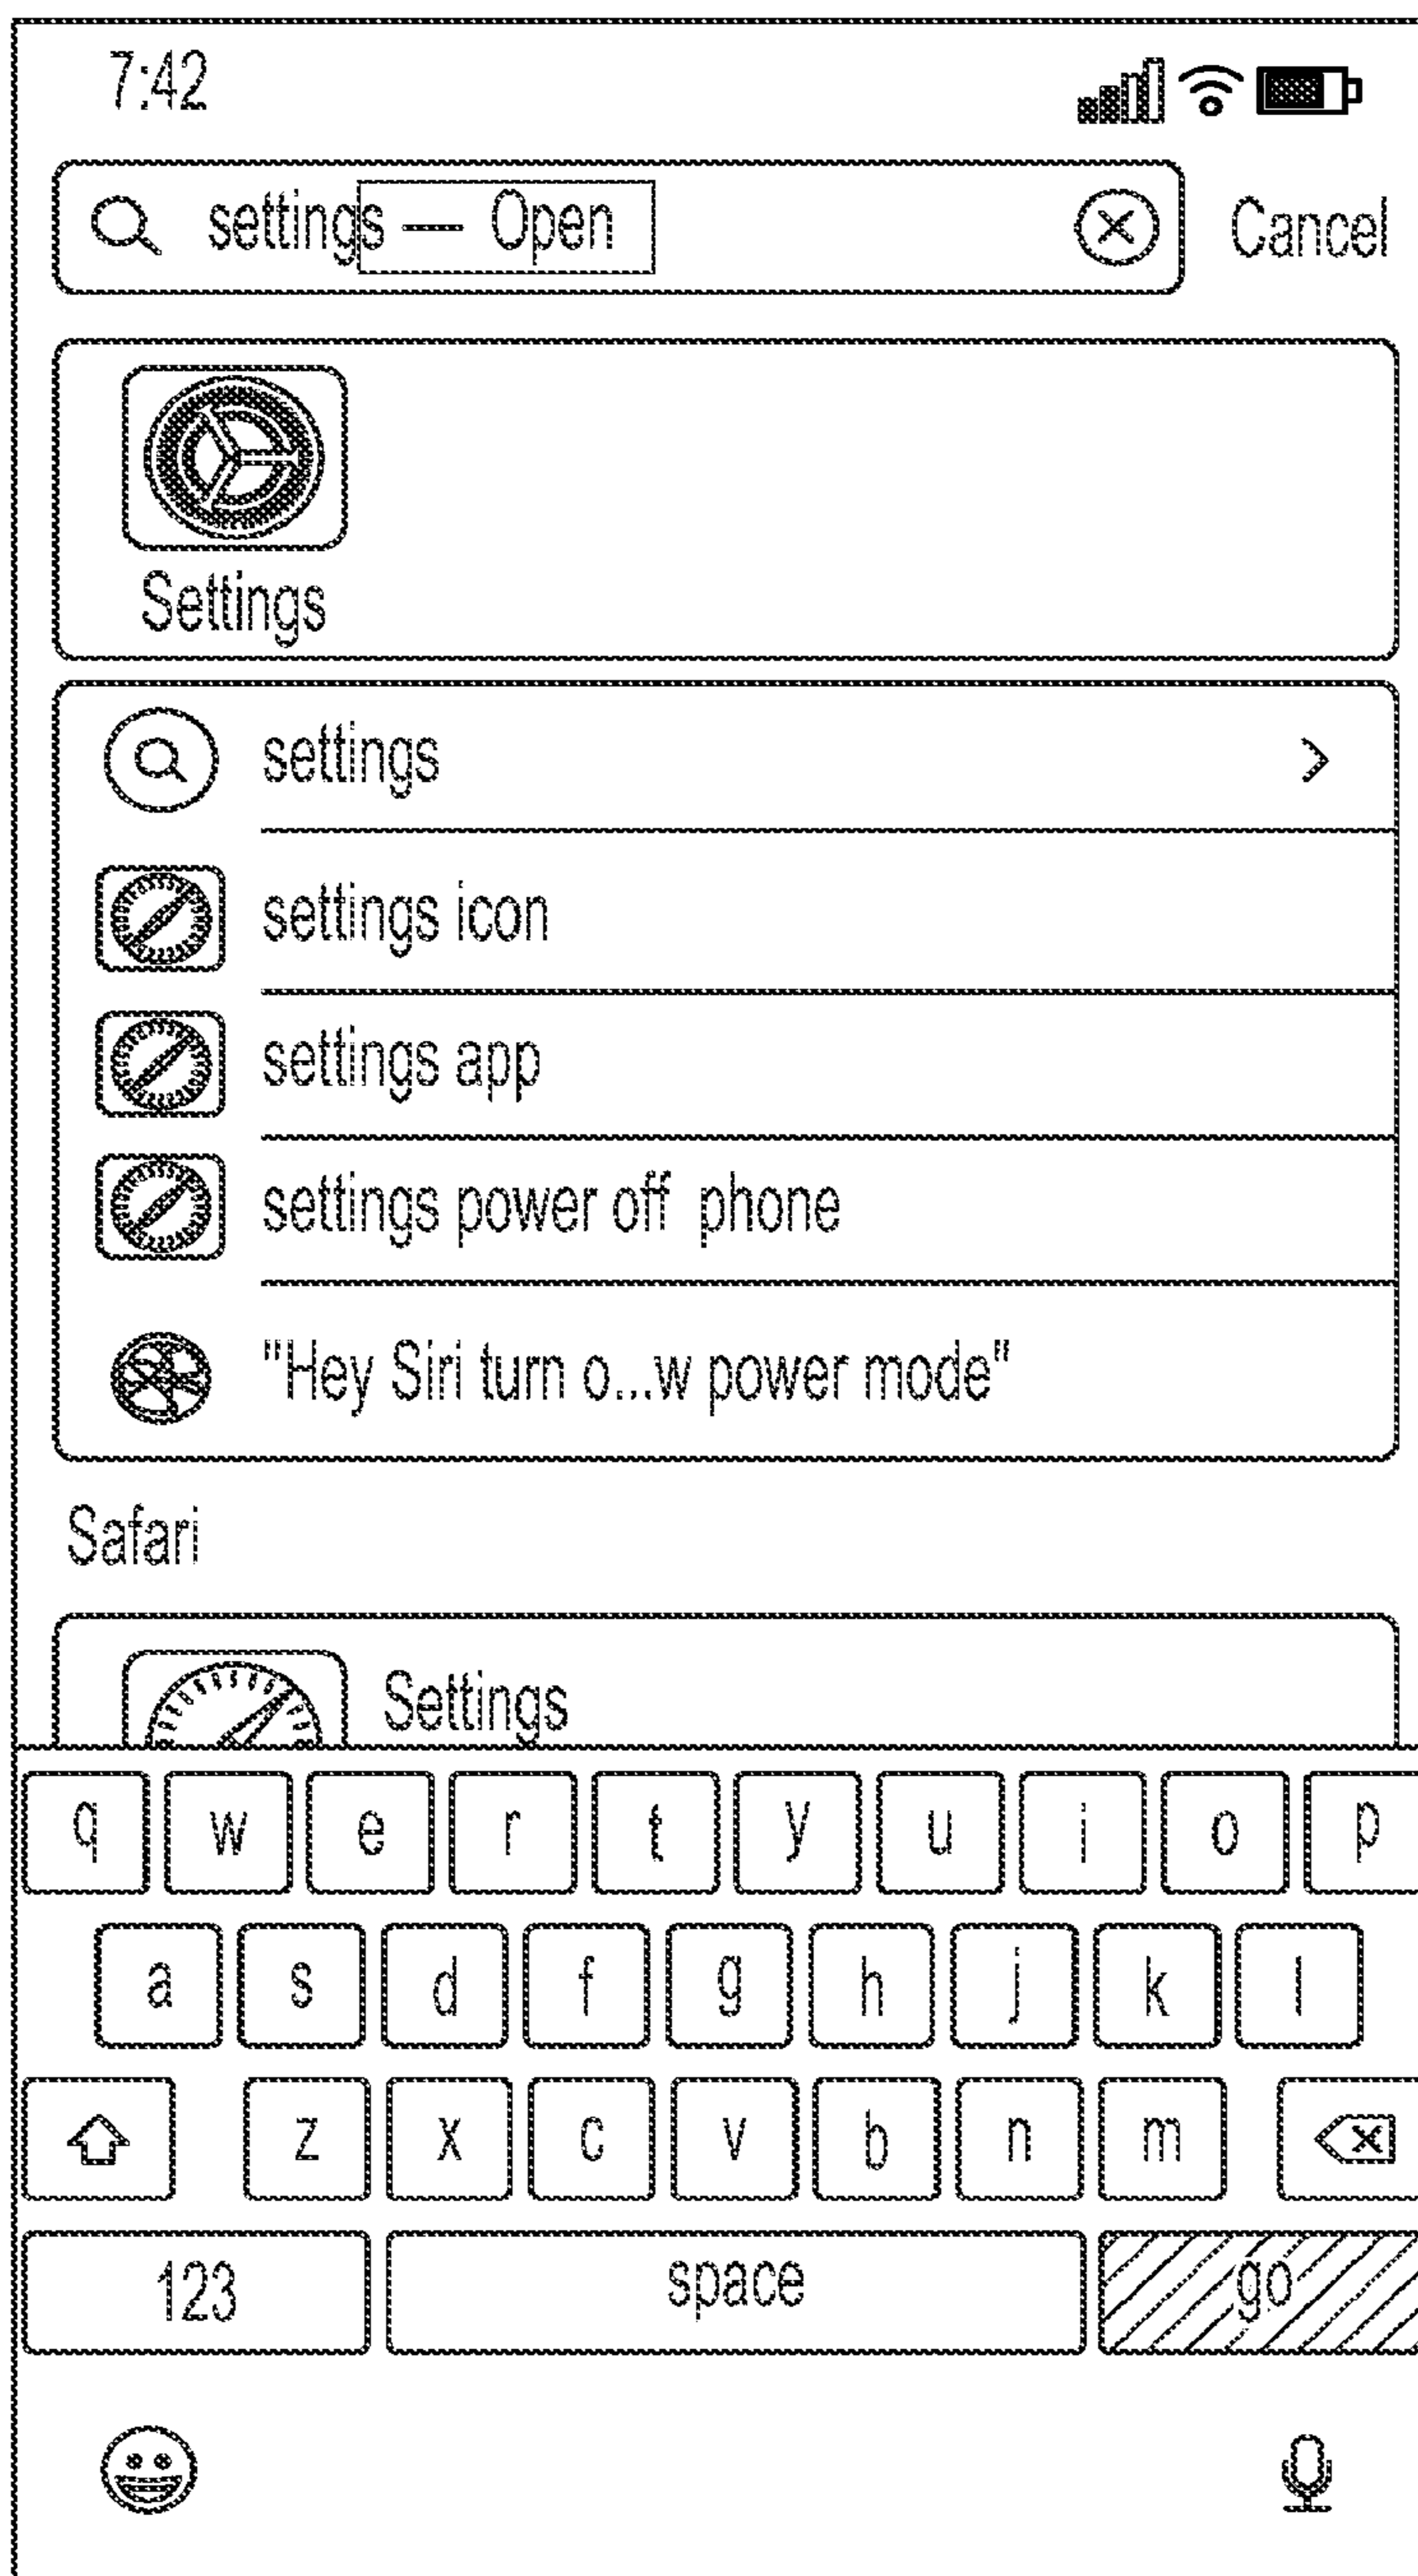 7:42
settings — Open
Cancel
Settings
settings
settings icon
settings app
settings power off phone
"Hey Siri turn o...w power mode"
Safari
Settings
q w e r t y u i o p
a s d f g h j k l
z x c v b n m
123 space go